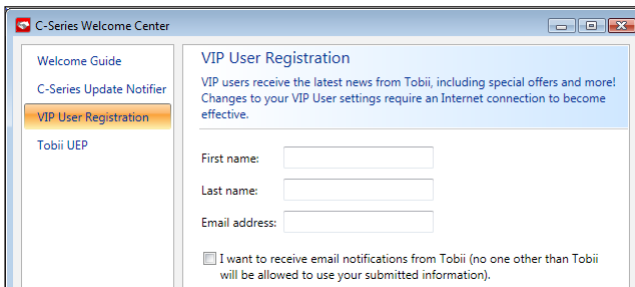 C-Series Welcome Center
Welcome Guide
C-Series Update Notifier
VIP User Registration
Tobii UEP
VIP User Registration
VIP users receive the latest news from Tobii, including special offers and more!
Changes to your VIP User settings require an Internet connection to become
effective.
First name:
Last name:
Email address:
I want to receive email notifications from Tobii (no one other than Tobii
will be allowed to use your submitted information).